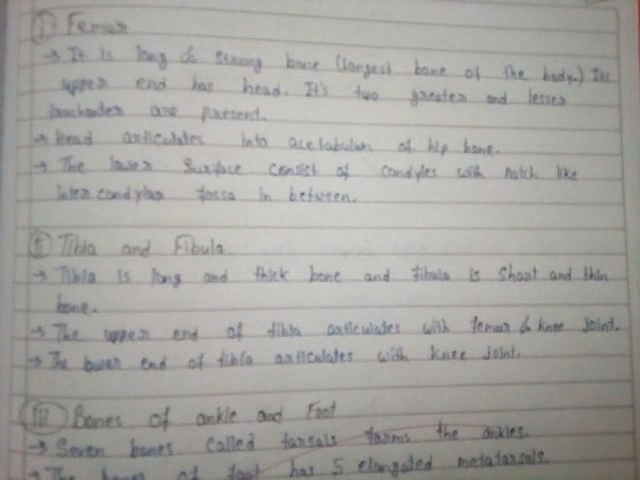 i) Femur
→ It is long & strong bone (longest bone of the body.) Its
upper end has head. It's two greater and lesser
trochanter are present.
→ Head articulates into acetabulum of hip bone.
→ The lower surface consist of condyles with notch like
inter condylar fossa in between.
ii) Tibia and Fibula
→ Tibia is long and thick bone and fibula is short and thin
bone.
→ The upper end of tibia articulates with femur & knee joint.
→ The lower end of tibia articulates with knee joint.
iii) Bones of ankle and Foot
→ Seven bones called tarsals forms the ankles.
→ The bones of foot has 5 elongated metatarsals.